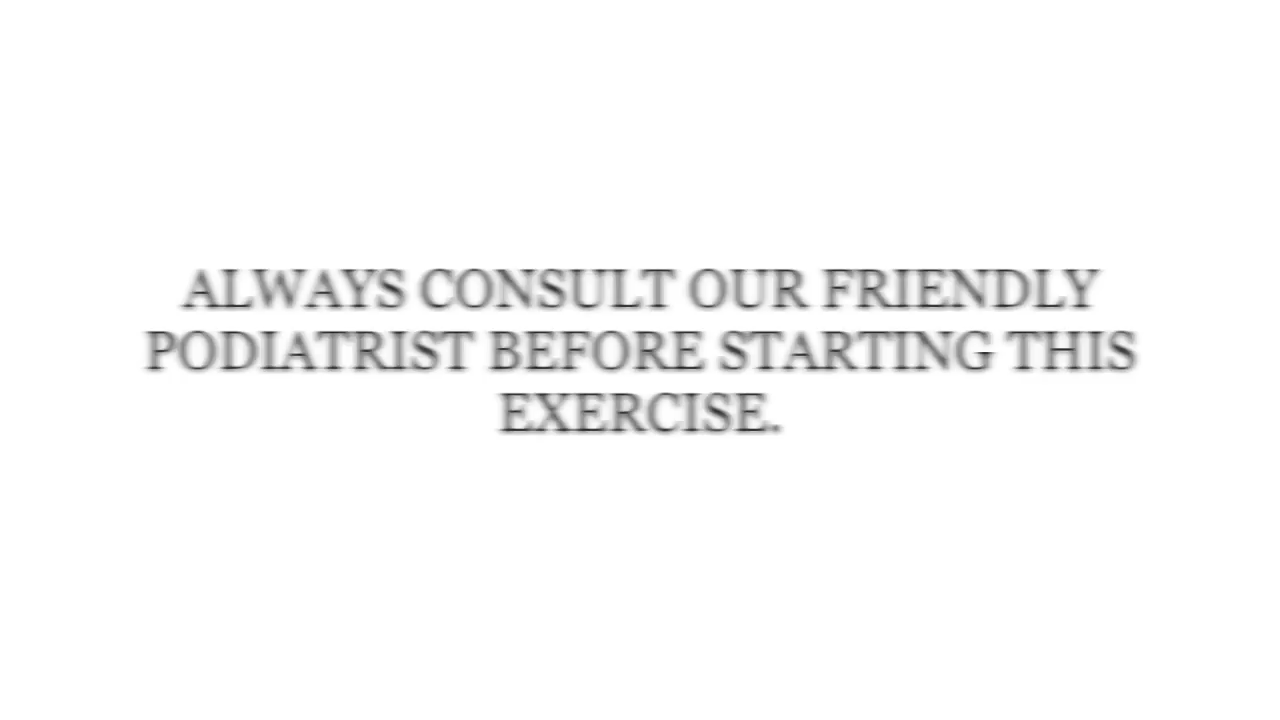 ALWAYS CONSULT OUR FRIENDLY
PODIATRIST BEFORE STARTING THIS
EXERCISE.